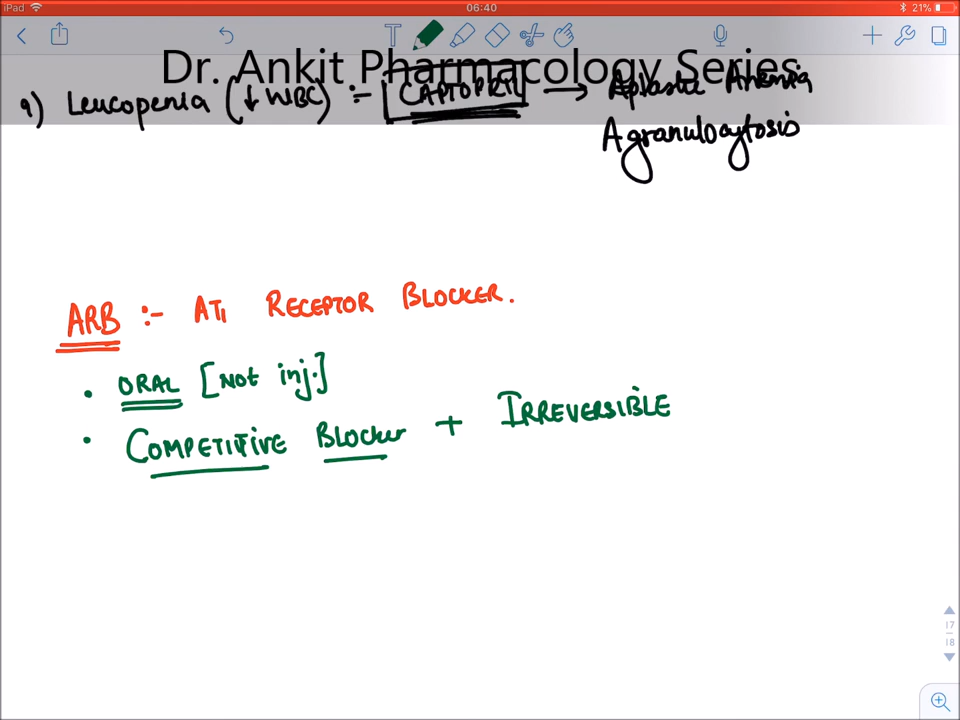 iPad 06:40 21%
T
Dr. Ankit Pharmacology Series
9) Leucopenia (↓ WBC) :- CAPTOPRIL → Aplastic Anemia
Agranulocytosis
ARB :- AT1 RECEPTOR BLOCKER.
• ORAL [NOT inj.]
• COMPETITIVE Blocker + IRREVERSIBLE
17
18